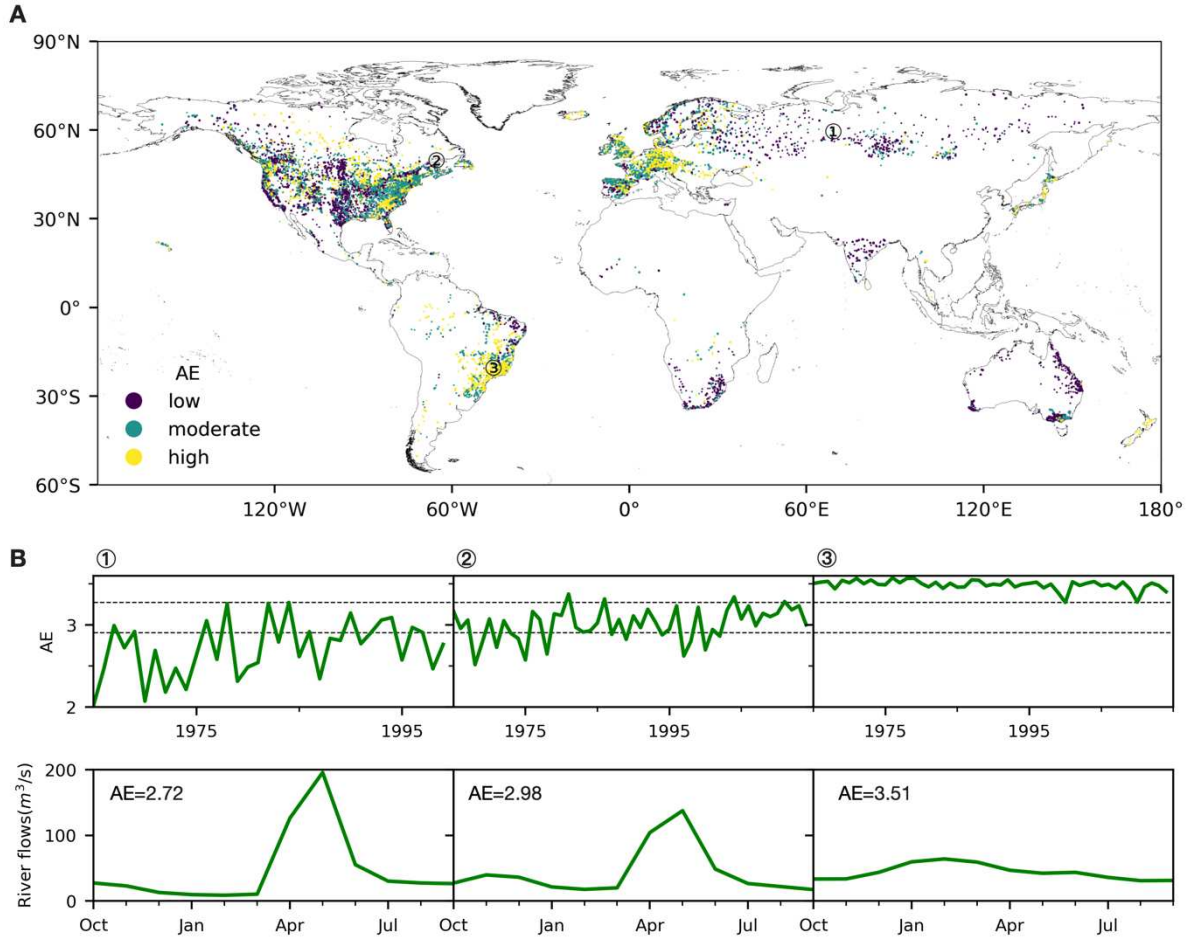 A
90°N
60°N
30°N
0°
30°S
60°S
①
②
③
AE
low
moderate
high
120°W 60°W 0° 60°E 120°E 180°
B
① ② ③
AE
3
2
1975 1995 1975 1995 1975 1995
River flows(m³/s)
200
100
0
AE=2.72 AE=2.98 AE=3.51
Oct Jan Apr Jul Oct Jan Apr Jul Oct Jan Apr Jul